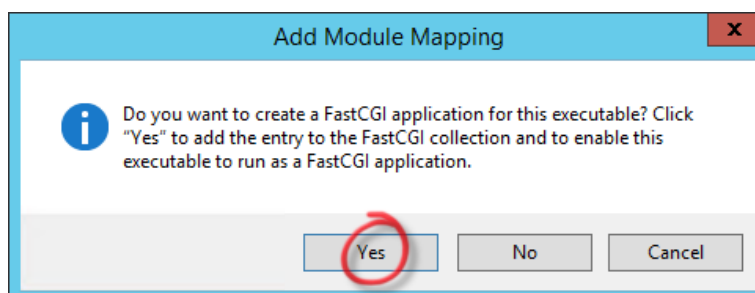 Add Module Mapping
x
Do you want to create a FastCGI application for this executable? Click
"Yes" to add the entry to the FastCGI collection and to enable this
executable to run as a FastCGI application.
Yes No Cancel